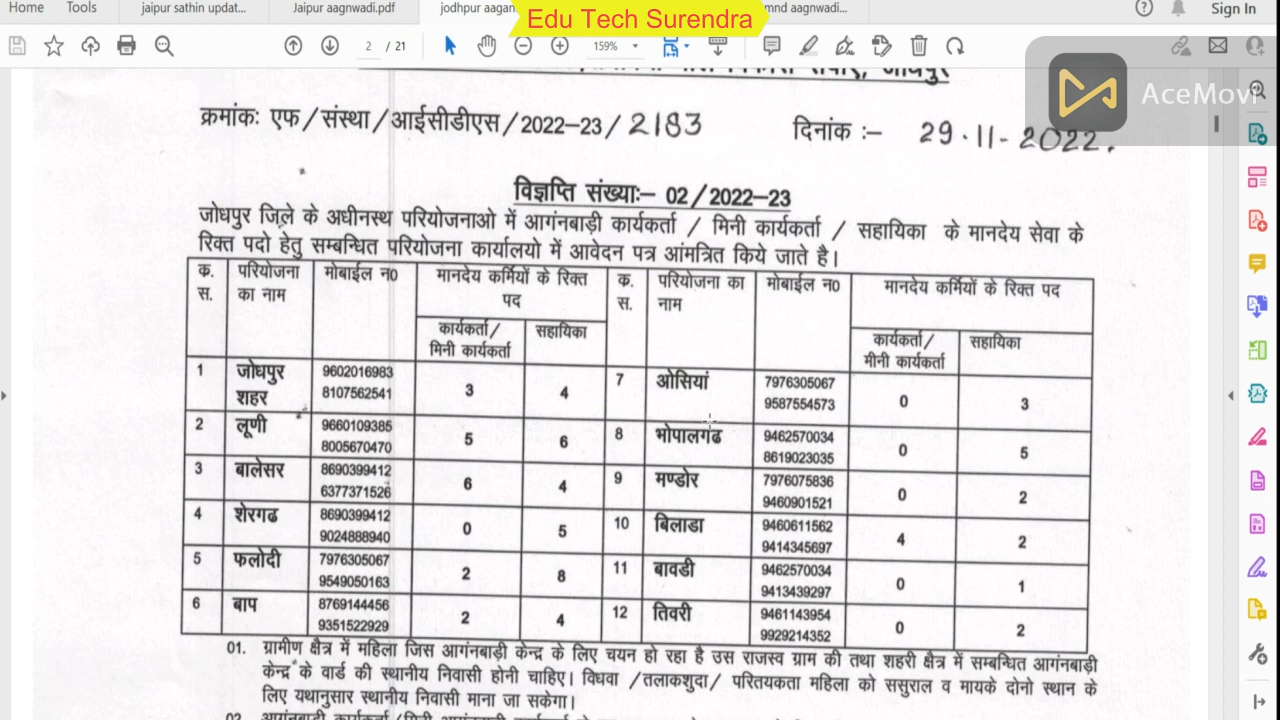 Home Tools jaipur sathin updat... Jaipur aagnwadi.pdf jodhpur aagan mnd aagnwadi... Sign In
Edu Tech Surendra
2 / 21 159%
AceMovi
जोधपुर
क्रमांकः एफ/संस्था/आईसीडीएस/2022–23/2183 दिनांक :– 29.11-2022.
विज्ञप्ति संख्याः– 02/2022–23
जोधपुर जिले के अधीनस्थ परियोजनाओ में आगंनबाड़ी कार्यकर्ता / मिनी कार्यकर्ता / सहायिका के मानदेय सेवा के
रिक्त पदो हेतु सम्बन्धित परियोजना कार्यालयो में आवेदन पत्र आंमत्रित किये जाते है।
क. स. परियोजना का नाम मोबाईल न0 मानदेय कर्मियों के रिक्त पद क. स. परियोजना का नाम मोबाईल न0 मानदेय कर्मियों के रिक्त पद
कार्यकर्ता/ मिनी कार्यकर्ता सहायिका कार्यकर्ता/ मीनी कार्यकर्ता सहायिका
1 जोधपुर शहर 9602016983 8107562541 3 4 7 ओसियां 7976305067 9587554573 0 3
2 लूणी 9660109385 8005670470 5 6 8 भोपालगढ 9462570034 8619023035 0 5
3 बालेसर 8690399412 6377371526 6 4 9 मण्डोर 7976075836 9460901521 0 2
4 शेरगढ 8690399412 9024888940 0 5 10 बिलाडा 9460611562 9414345697 4 2
5 फलोदी 7976305067 9549050163 2 8 11 बावडी 9462570034 9413439297 0 1
6 बाप 8769144456 9351522929 2 4 12 तिवरी 9461143954 9929214352 0 2
01. ग्रामीण क्षैत्र में महिला जिस आगंनबाड़ी केन्द्र के लिए चयन हो रहा है उस राजस्व ग्राम की तथा शहरी क्षैत्र में सम्बन्धित आगंनबाड़ी
केन्द्र के वार्ड की स्थानीय निवासी होनी चाहिए। विधवा /तलाकशुदा/ परितयकता महिला को ससुराल व मायके दोनो स्थान के
लिए यथानुसार स्थानीय निवासी माना जा सकेगा।